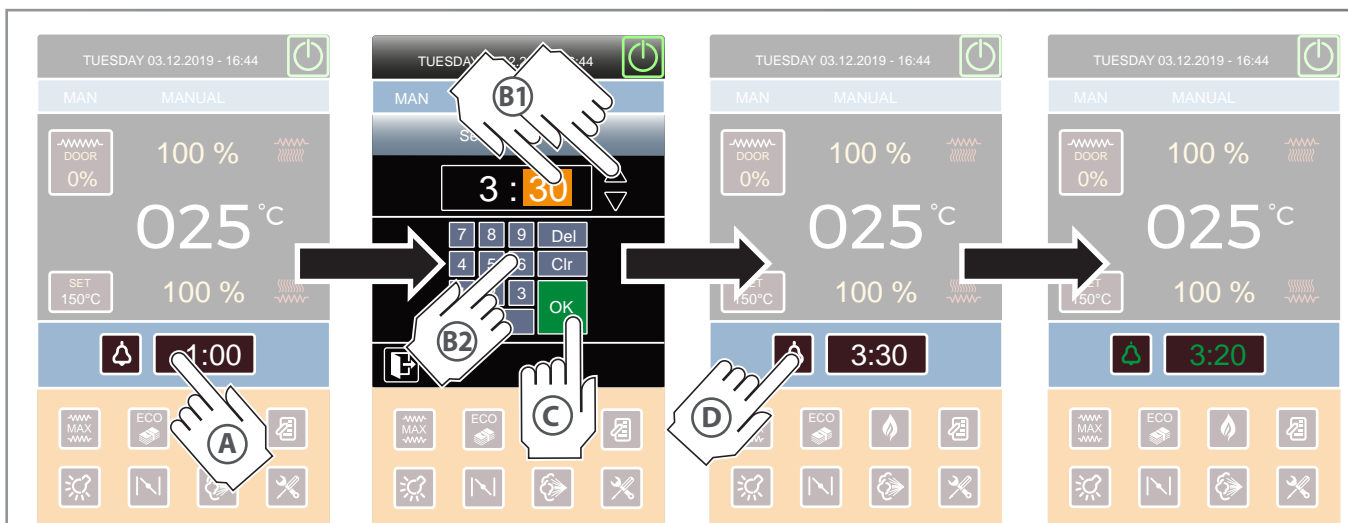 TUESDAY 03.12.2019 - 16:44
MAN MANUAL
DOOR
0%
100 %
025 °C
SET
150°C
100 %
1:00
MAX
ECO
A
TUESDAY
MAN
B1
3 : 30
7 8 9 Del
4 5 6 Clr
3
OK
B2
C
MAX
ECO
TUESDAY 03.12.2019 - 16:44
MAN MANUAL
DOOR
0%
100 %
025 °C
150°C
100 %
3:30
D
ECO
TUESDAY 03.12.2019 - 16:44
MAN MANUAL
DOOR
0%
100 %
025 °C
150°C
100 %
3:20
MAX
ECO